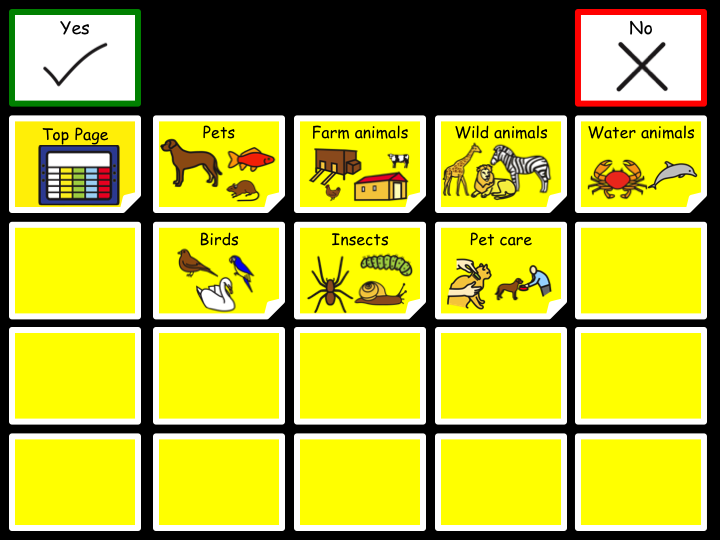 Yes
No
Top Page
Pets
Farm animals
Wild animals
Water animals
Birds
Insects
Pet care